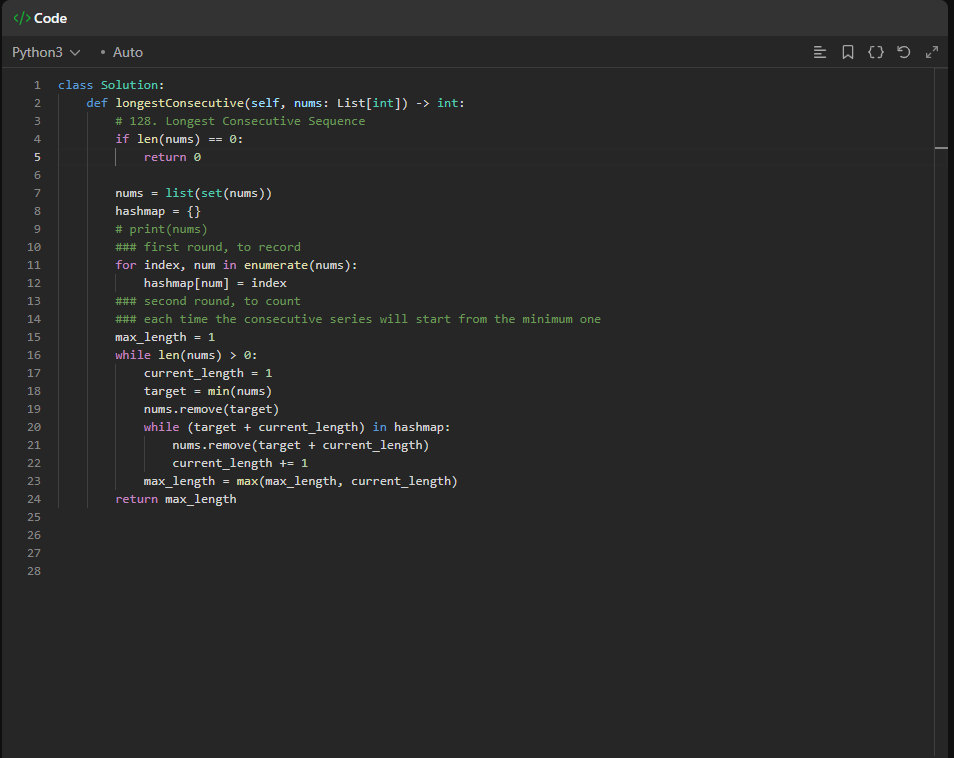 </> Code
Python3 • Auto
1 class Solution:
2     def longestConsecutive(self, nums: List[int]) -> int:
3         # 128. Longest Consecutive Sequence
4         if len(nums) == 0:
5             return 0
6
7         nums = list(set(nums))
8         hashmap = {}
9         # print(nums)
10         ### first round, to record
11         for index, num in enumerate(nums):
12             hashmap[num] = index
13         ### second round, to count
14         ### each time the consecutive series will start from the minimum one
15         max_length = 1
16         while len(nums) > 0:
17             current_length = 1
18             target = min(nums)
19             nums.remove(target)
20             while (target + current_length) in hashmap:
21                 nums.remove(target + current_length)
22                 current_length += 1
23             max_length = max(max_length, current_length)
24         return max_length
25
26
27
28